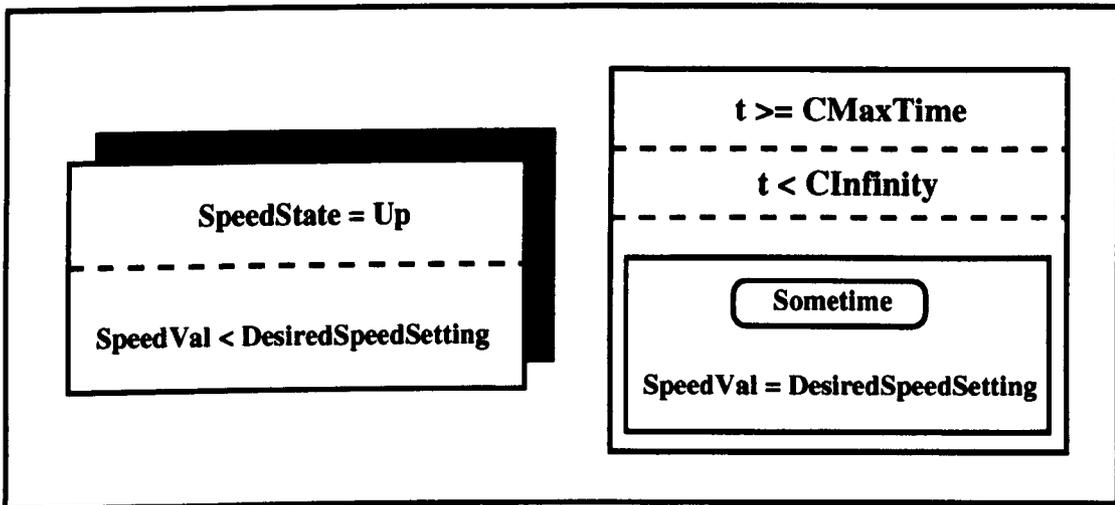 SpeedState = Up
SpeedVal < DesiredSpeedSetting
t >= CMaxTime
t < CInfinity
Sometime
SpeedVal = DesiredSpeedSetting